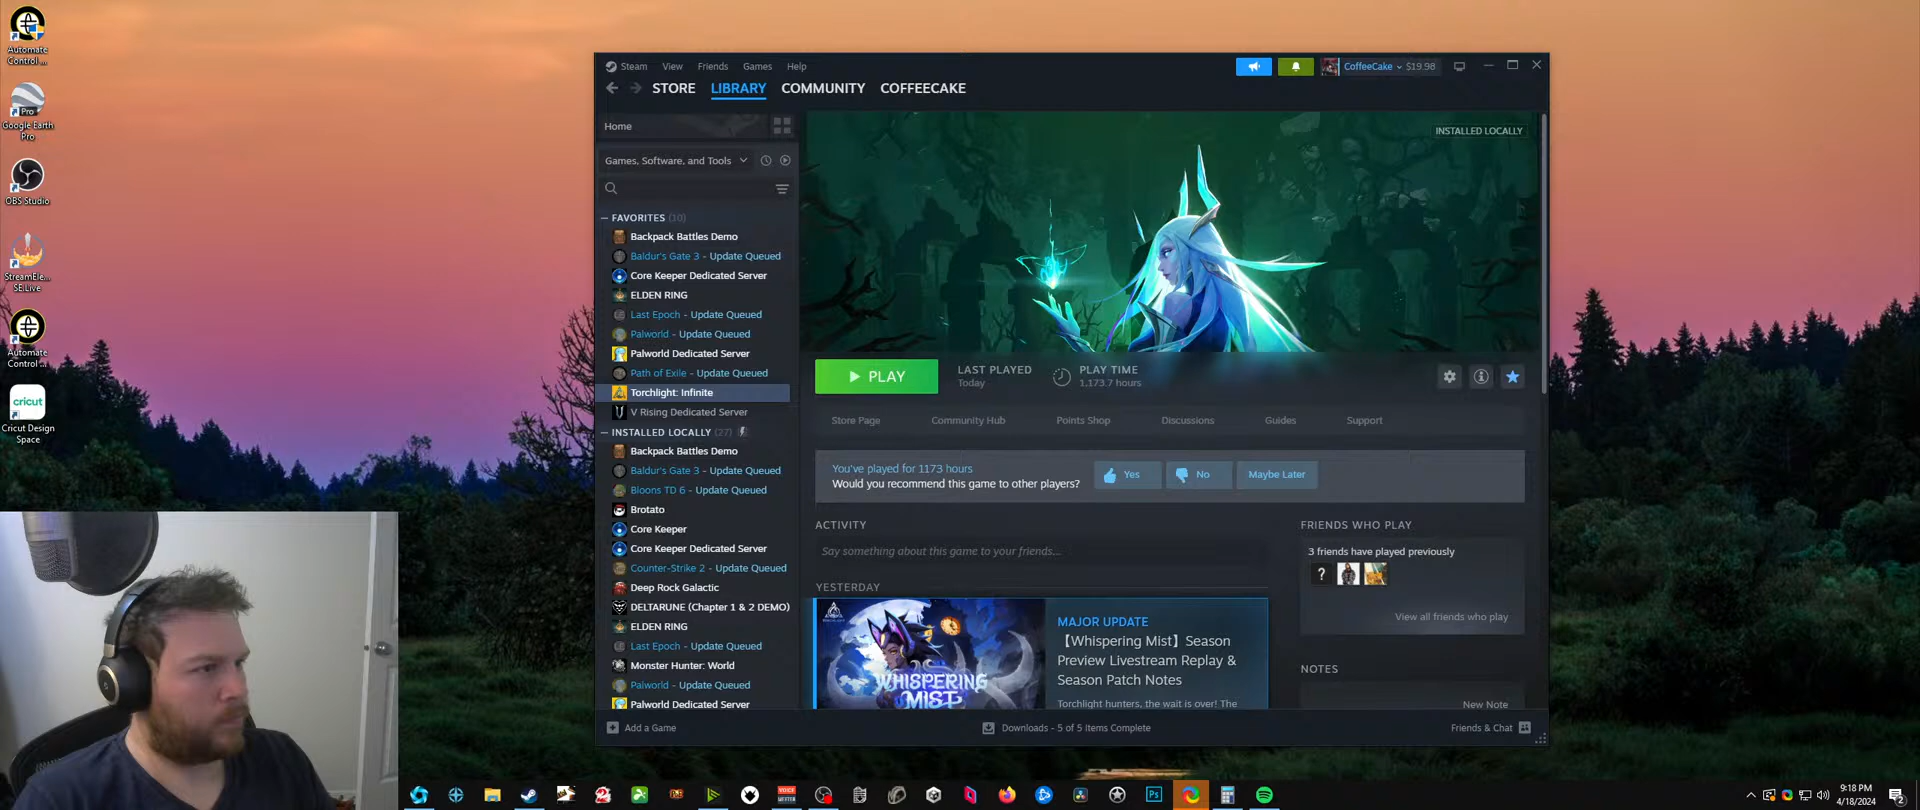 Automate
Control ...
Google Earth
Pro
OBS Studio
StreamEle...
SE.Live
Automate
Control ...
cricut
Cricut Design
Space
Steam View Friends Games Help
CoffeeCake $19.98
STORE LIBRARY COMMUNITY COFFEECAKE
Home
Games, Software, and Tools
FAVORITES (10)
Backpack Battles Demo
Baldur's Gate 3 - Update Queued
Core Keeper Dedicated Server
ELDEN RING
Last Epoch - Update Queued
Palworld - Update Queued
Palworld Dedicated Server
Path of Exile - Update Queued
Torchlight: Infinite
V Rising Dedicated Server
INSTALLED LOCALLY (27)
Backpack Battles Demo
Baldur's Gate 3 - Update Queued
Bloons TD 6 - Update Queued
Brotato
Core Keeper
Core Keeper Dedicated Server
Counter-Strike 2 - Update Queued
Deep Rock Galactic
DELTARUNE (Chapter 1 & 2 DEMO)
ELDEN RING
Last Epoch - Update Queued
Monster Hunter: World
Palworld - Update Queued
Palworld Dedicated Server
INSTALLED LOCALLY
PLAY
LAST PLAYED
Today
PLAY TIME
1,173.7 hours
Store Page Community Hub Points Shop Discussions Guides Support
You've played for 1173 hours
Would you recommend this game to other players?
Yes No Maybe Later
ACTIVITY
Say something about this game to your friends...
YESTERDAY
WHISPERING
MIST
MAJOR UPDATE
【Whispering Mist】Season
Preview Livestream Replay &
Season Patch Notes
Torchlight hunters, the wait is over! The
FRIENDS WHO PLAY
3 friends have played previously
?
View all friends who play
NOTES
New Note
Add a Game
Downloads - 5 of 5 Items Complete
Friends & Chat
9:18 PM
4/18/2024